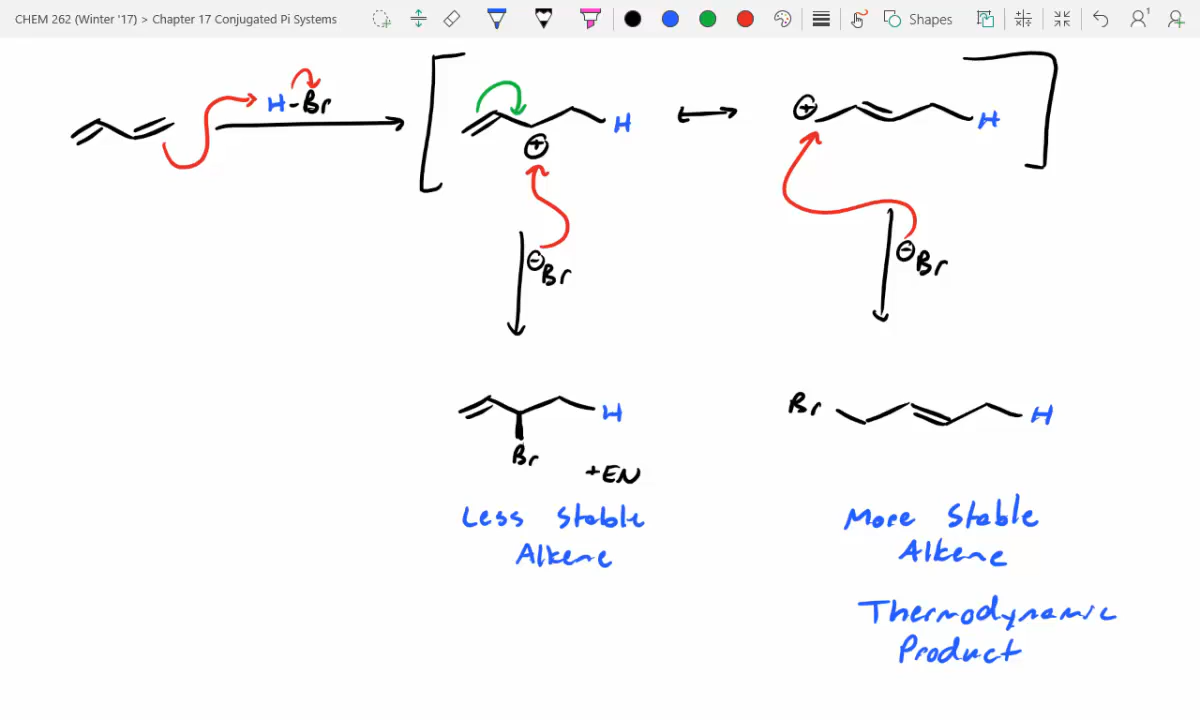 CHEM 262 (Winter '17) > Chapter 17 Conjugated Pi Systems
Shapes
1
H-Br
⊕
H
⊕
H
⊖Br
⊖Br
H
Br
+EN
Br
H
Less Stable
Alkene
More Stable
Alkene
Thermodynamic
Product